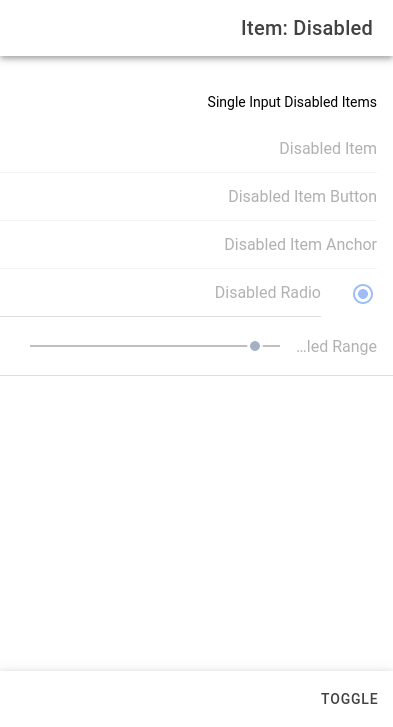 Item: Disabled
Single Input Disabled Items
Disabled Item
Disabled Item Button
Disabled Item Anchor
Disabled Radio
...led Range
TOGGLE